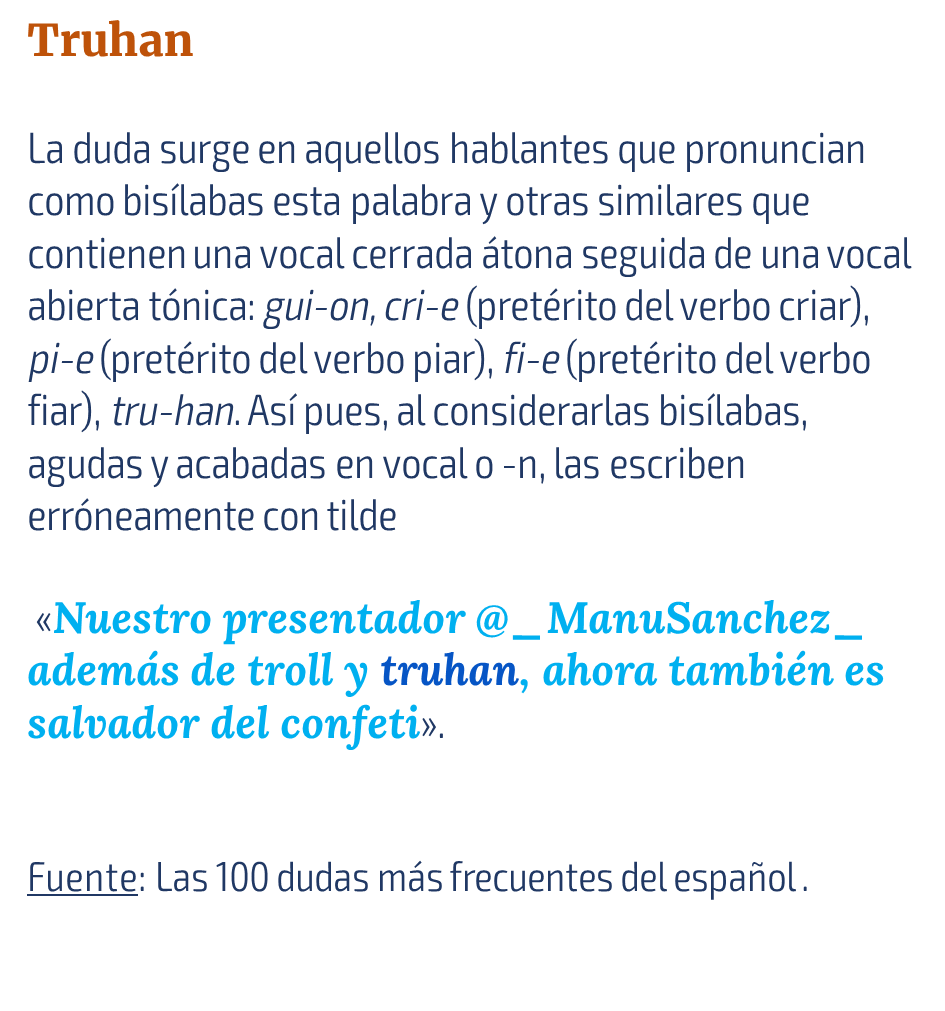 Truhan
La duda surge en aquellos hablantes que pronuncian
como bisílabas esta palabra y otras similares que
contienen una vocal cerrada átona seguida de una vocal
abierta tónica: gui-on, cri-e (pretérito del verbo criar),
pi-e (pretérito del verbo piar), fi-e (pretérito del verbo
fiar), tru-han. Así pues, al considerarlas bisílabas,
agudas y acabadas en vocal o -n, las escriben
erróneamente con tilde
«Nuestro presentador @_ManuSanchez_
además de troll y truhan, ahora también es
salvador del confeti».
Fuente: Las 100 dudas más frecuentes del español .